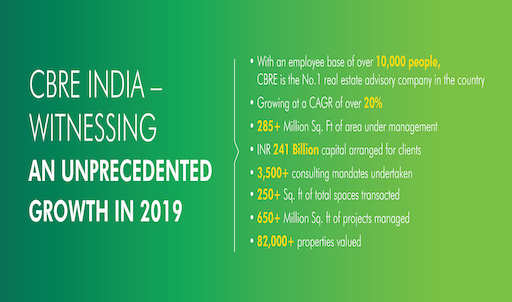 CBRE INDIA –
WITNESSING
AN UNPRECEDENTED
GROWTH IN 2019
• With an employee base of over 10,000 people,
CBRE is the No.1 real estate advisory company in the country
• Growing at a CAGR of over 20%
• 285+ Million Sq. Ft of area under management
• INR 241 Billion capital arranged for clients
• 3,500+ consulting mandates undertaken
• 250+ Sq. ft of total spaces transacted
• 650+ Million Sq. ft of projects managed
• 82,000+ properties valued